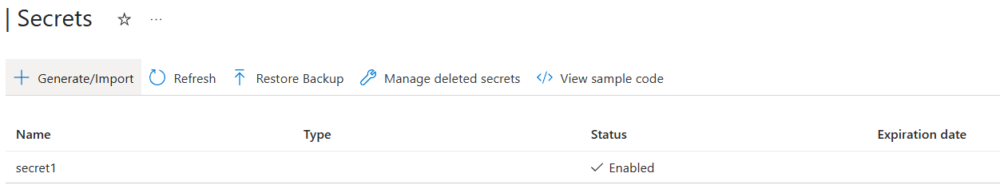 | Secrets ☆ ...
Generate/Import Refresh Restore Backup Manage deleted secrets </> View sample code
Name Type Status Expiration date
secret1 ✓ Enabled